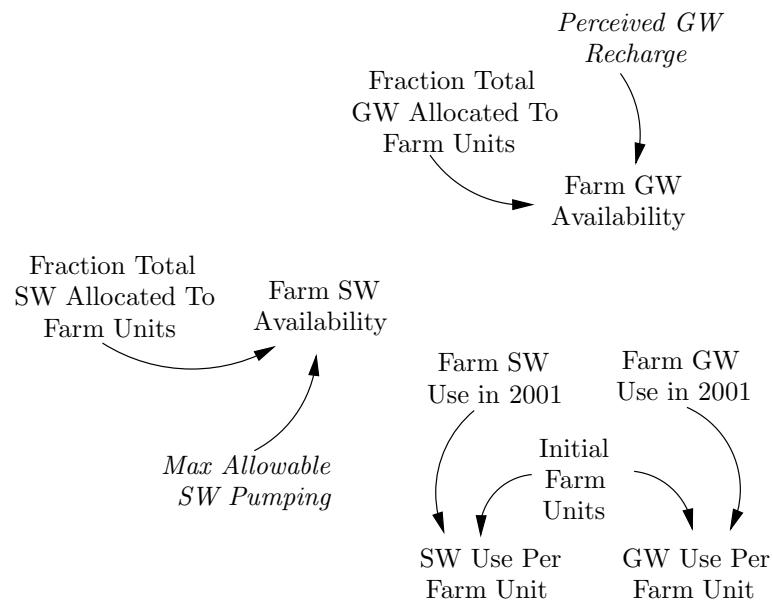 Perceived GW
Recharge
Fraction Total
GW Allocated To
Farm Units
Farm GW
Availability
Fraction Total
SW Allocated To
Farm Units
Farm SW
Availability
Farm SW
Use in 2001
Farm GW
Use in 2001
Max Allowable
SW Pumping
Initial
Farm
Units
SW Use Per
Farm Unit
GW Use Per
Farm Unit